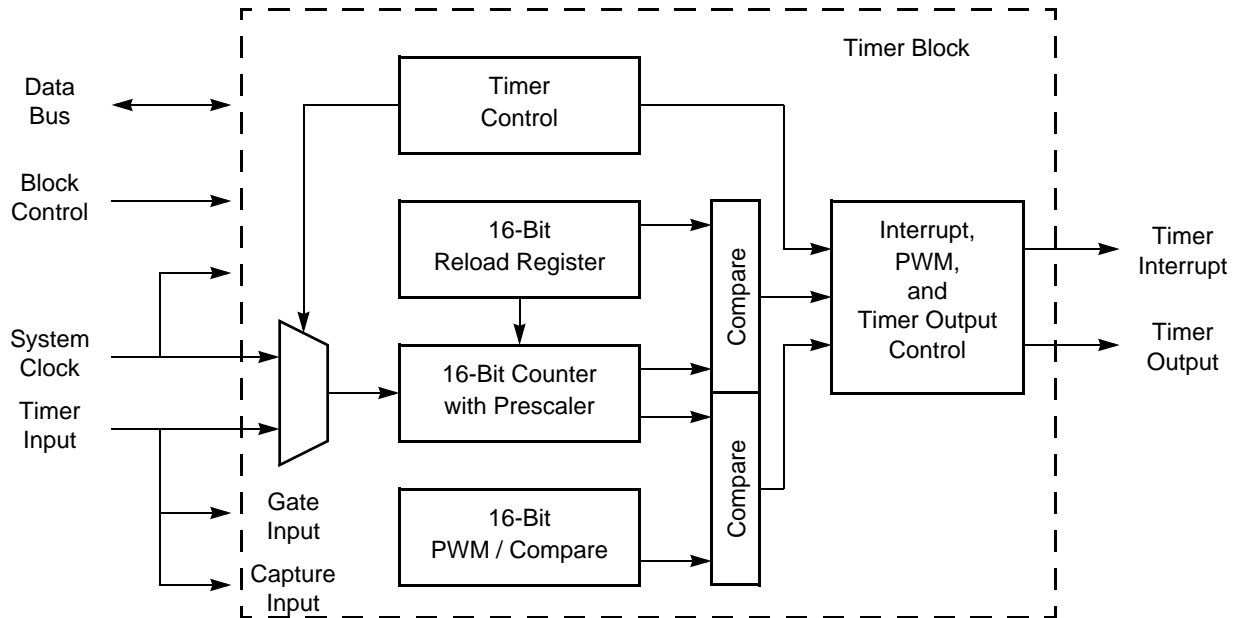 Timer Block
Data
Bus
Block
Control
System
Clock
Timer
Input
Gate
Input
Capture
Input
Timer
Control
16-Bit
Reload Register
16-Bit Counter
with Prescaler
16-Bit
PWM / Compare
Compare
Compare
Interrupt,
PWM,
and
Timer Output
Control
Timer
Interrupt
Timer
Output